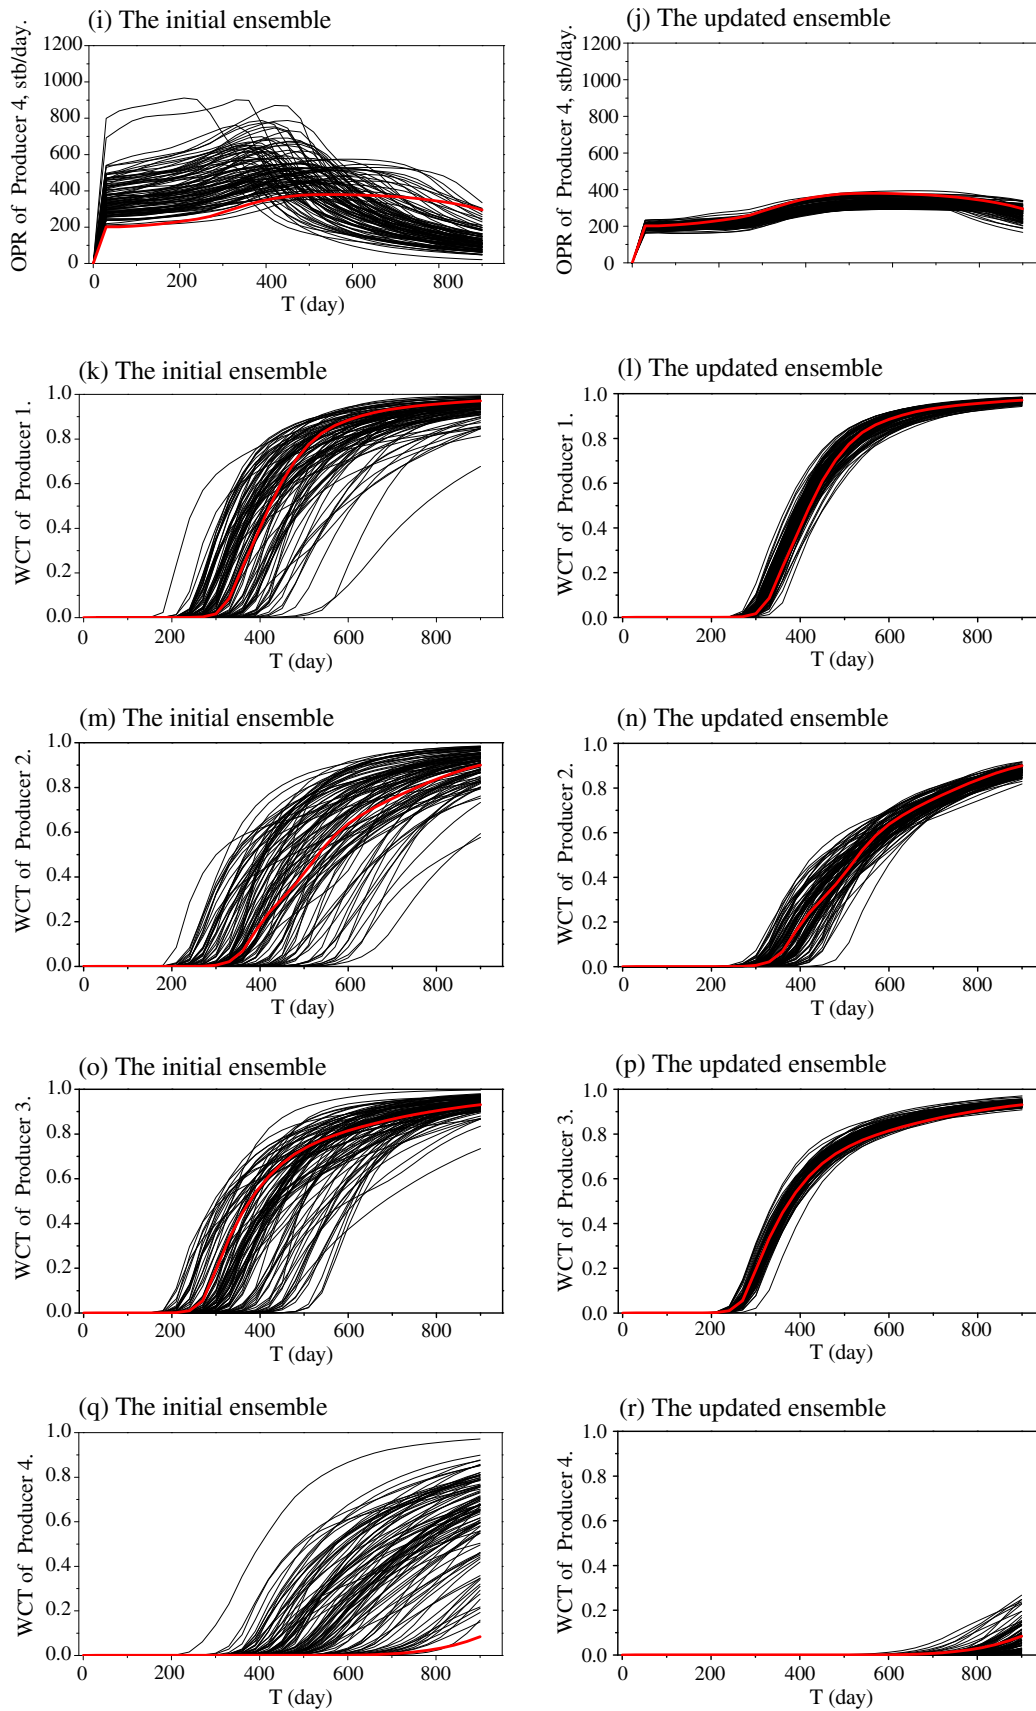 (i) The initial ensemble
OPR of Producer 4, stb/day.
1200
1000
800
600
400
200
0
0 200 400 600 800
T (day)
(j) The updated ensemble
OPR of Producer 4, stb/day.
1200
1000
800
600
400
200
0
(k) The initial ensemble
WCT of Producer 1.
1.0
0.8
0.6
0.4
0.2
0.0
0 200 400 600 800
T (day)
(l) The updated ensemble
WCT of Producer 1.
1.0
0.8
0.6
0.4
0.2
0.0
0 200 400 600 800
T (day)
(m) The initial ensemble
WCT of Producer 2.
1.0
0.8
0.6
0.4
0.2
0.0
0 200 400 600 800
T (day)
(n) The updated ensemble
WCT of Producer 2.
1.0
0.8
0.6
0.4
0.2
0.0
0 200 400 600 800
T (day)
(o) The initial ensemble
WCT of Producer 3.
1.0
0.8
0.6
0.4
0.2
0.0
0 200 400 600 800
T (day)
(p) The updated ensemble
WCT of Producer 3.
1.0
0.8
0.6
0.4
0.2
0.0
0 200 400 600 800
T (day)
(q) The initial ensemble
WCT of Producer 4.
1.0
0.8
0.6
0.4
0.2
0.0
0 200 400 600 800
T (day)
(r) The updated ensemble
WCT of Producer 4.
1.0
0.8
0.6
0.4
0.2
0.0
0 200 400 600 800
T (day)